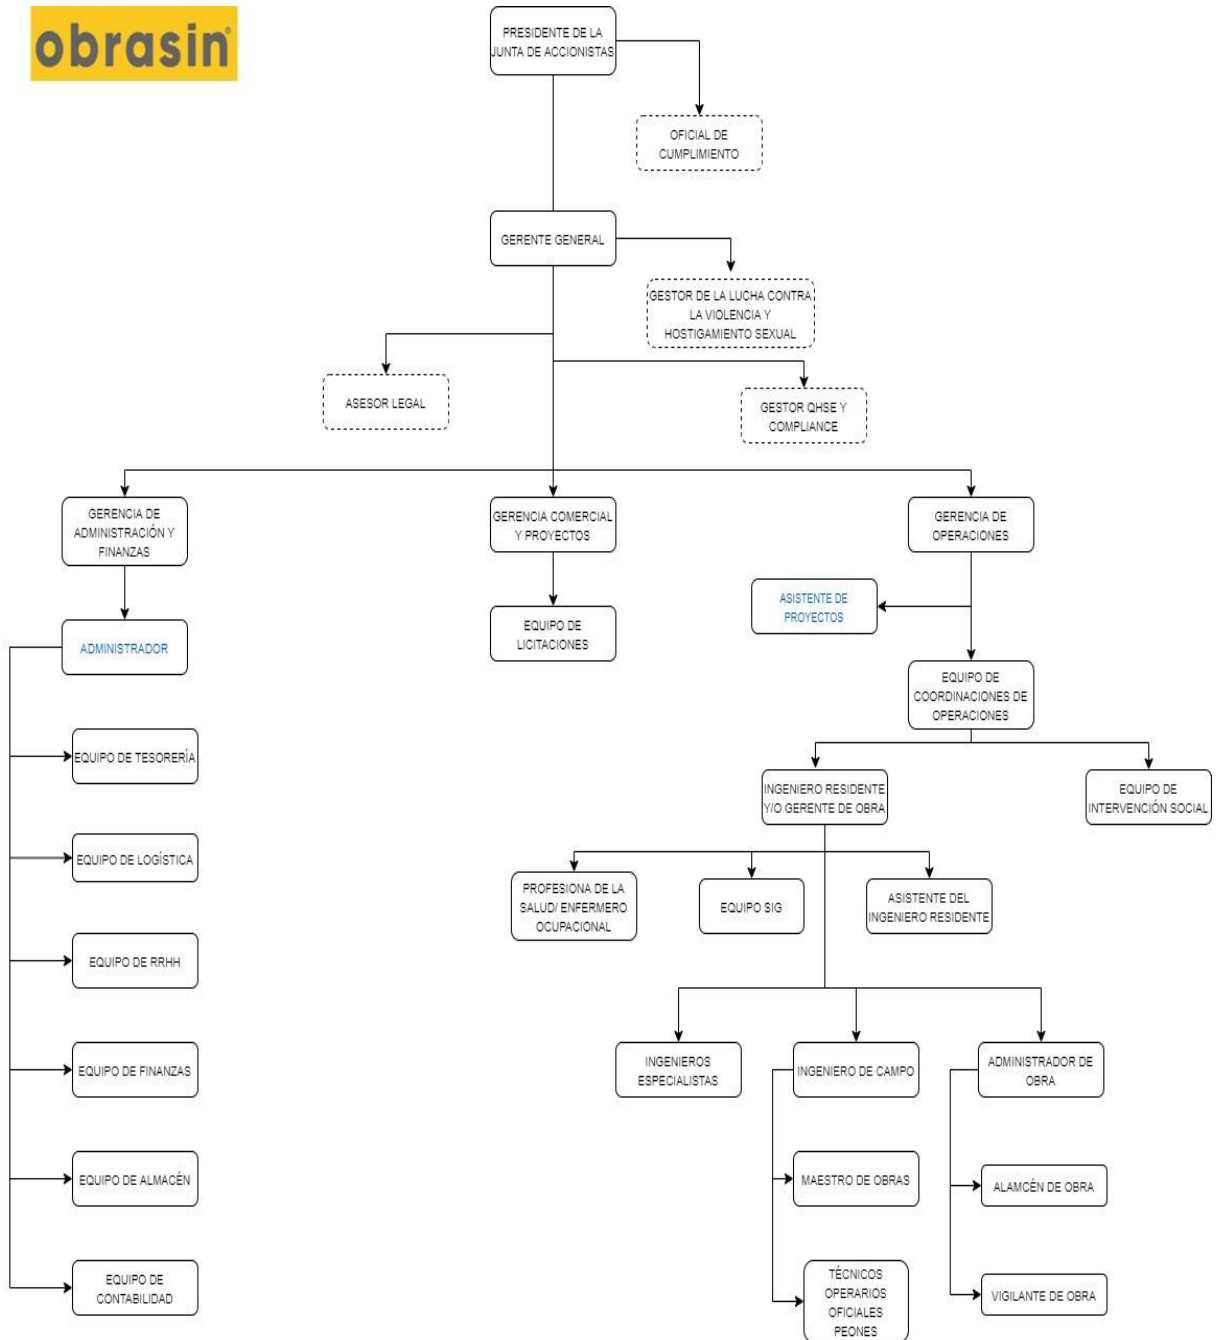 obrasin®
PRESIDENTE DE LA
JUNTA DE ACCIONISTAS
OFICIAL DE
CUMPLIMIENTO
GERENTE GENERAL
GESTOR DE LA LUCHA CONTRA
LA VIOLENCIA Y
HOSTIGAMIENTO SEXUAL
ASESOR LEGAL
GESTOR QHSE Y
COMPLIANCE
GERENCIA DE
ADMINISTRACIÓN Y
FINANZAS
GERENCIA COMERCIAL
Y PROYECTOS
GERENCIA DE
OPERACIONES
ASISTENTE DE
PROYECTOS
EQUIPO DE
LICITACIONES
ADMINISTRADOR
EQUIPO DE
COORDINACIONES DE
OPERACIONES
EQUIPO DE TESORERÍA
INGENIERO RESIDENTE
Y/O GERENTE DE OBRA
EQUIPO DE
INTERVENCIÓN SOCIAL
EQUIPO DE LOGÍSTICA
PROFESIONA DE LA
SALUD/ ENFERMERO
OCUPACIONAL
EQUIPO SIG
ASISTENTE DEL
INGENIERO RESIDENTE
EQUIPO DE RRHH
EQUIPO DE FINANZAS
INGENIEROS
ESPECIALISTAS
INGENIERO DE CAMPO
ADMINISTRADOR DE
OBRA
EQUIPO DE ALMACÉN
MAESTRO DE OBRAS
ALAMCÉN DE OBRA
EQUIPO DE
CONTABILIDAD
TÉCNICOS
OPERARIOS
OFICIALES
PEONES
VIGILANTE DE OBRA